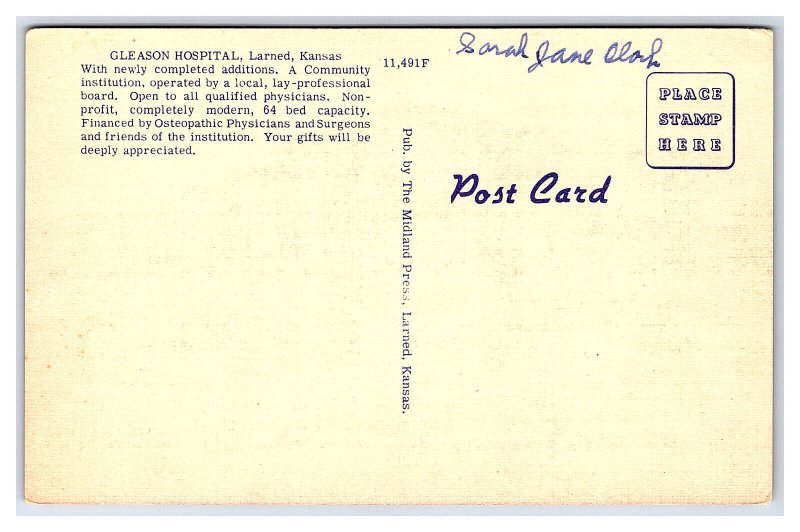 GLEASON HOSPITAL, Larned, Kansas
With newly completed additions. A Community
institution, operated by a local, lay-professional
board. Open to all qualified physicians. Non-
profit, completely modern, 64 bed capacity.
Financed by Osteopathic Physicians and Surgeons
and friends of the institution. Your gifts will be
deeply appreciated.
11,491F
Pub. by The Midland Press, Larned, Kansas.
Sarah Jane Clark
PLACE
STAMP
HERE
Post Card